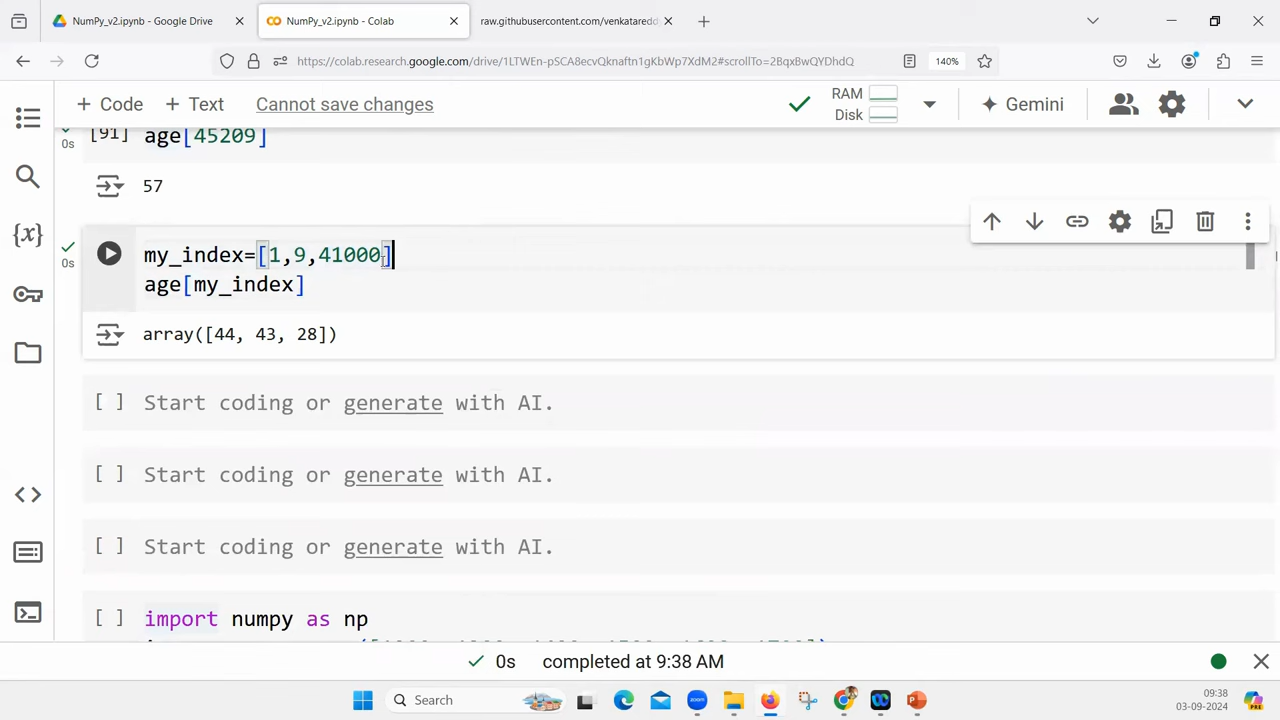 NumPy_v2.ipynb - Google Drive
NumPy_v2.ipynb - Colab
raw.githubusercontent.com/venkatareddy
https://colab.research.google.com/drive/1LTWEn-pSCA8ecvQknaftn1gKbWp7XdM2#scrollTo=2BqxBwQYDhdQ
140%
+ Code
+ Text
Cannot save changes
RAM
Disk
Gemini
[91]
age[45209]
0s
57
my_index=[1,9,41000]
0s
age[my_index]
array([44, 43, 28])
[ ] Start coding or generate with AI.
[ ] Start coding or generate with AI.
[ ] Start coding or generate with AI.
[ ] import numpy as np
0s completed at 9:38 AM
Search
zoom
PRE
09:38
03-09-2024